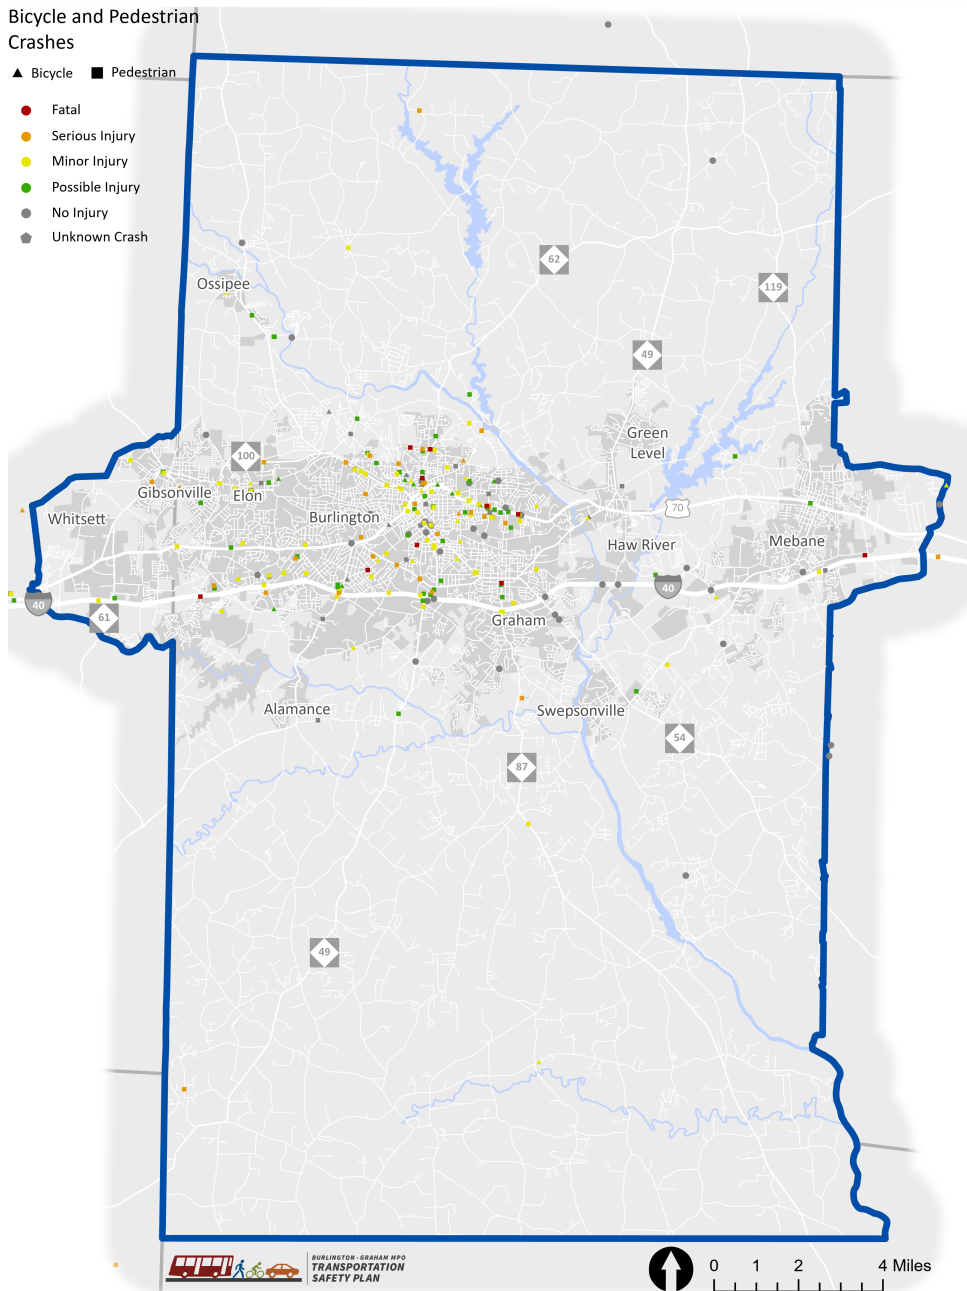 Bicycle and Pedestrian
Crashes
Bicycle
Pedestrian
Fatal
Serious Injury
Minor Injury
Possible Injury
No Injury
Unknown Crash
62
Ossipee
119
49
Green
Level
100
Gibsonville
Elon
Whitsett
Burlington
70
Haw River
Mebane
40
40
61
Graham
Alamance
Swepsonville
54
87
49
BURLINGTON - GRAHAM MPO
TRANSPORTATION
SAFETY PLAN
0 1 2 4 Miles